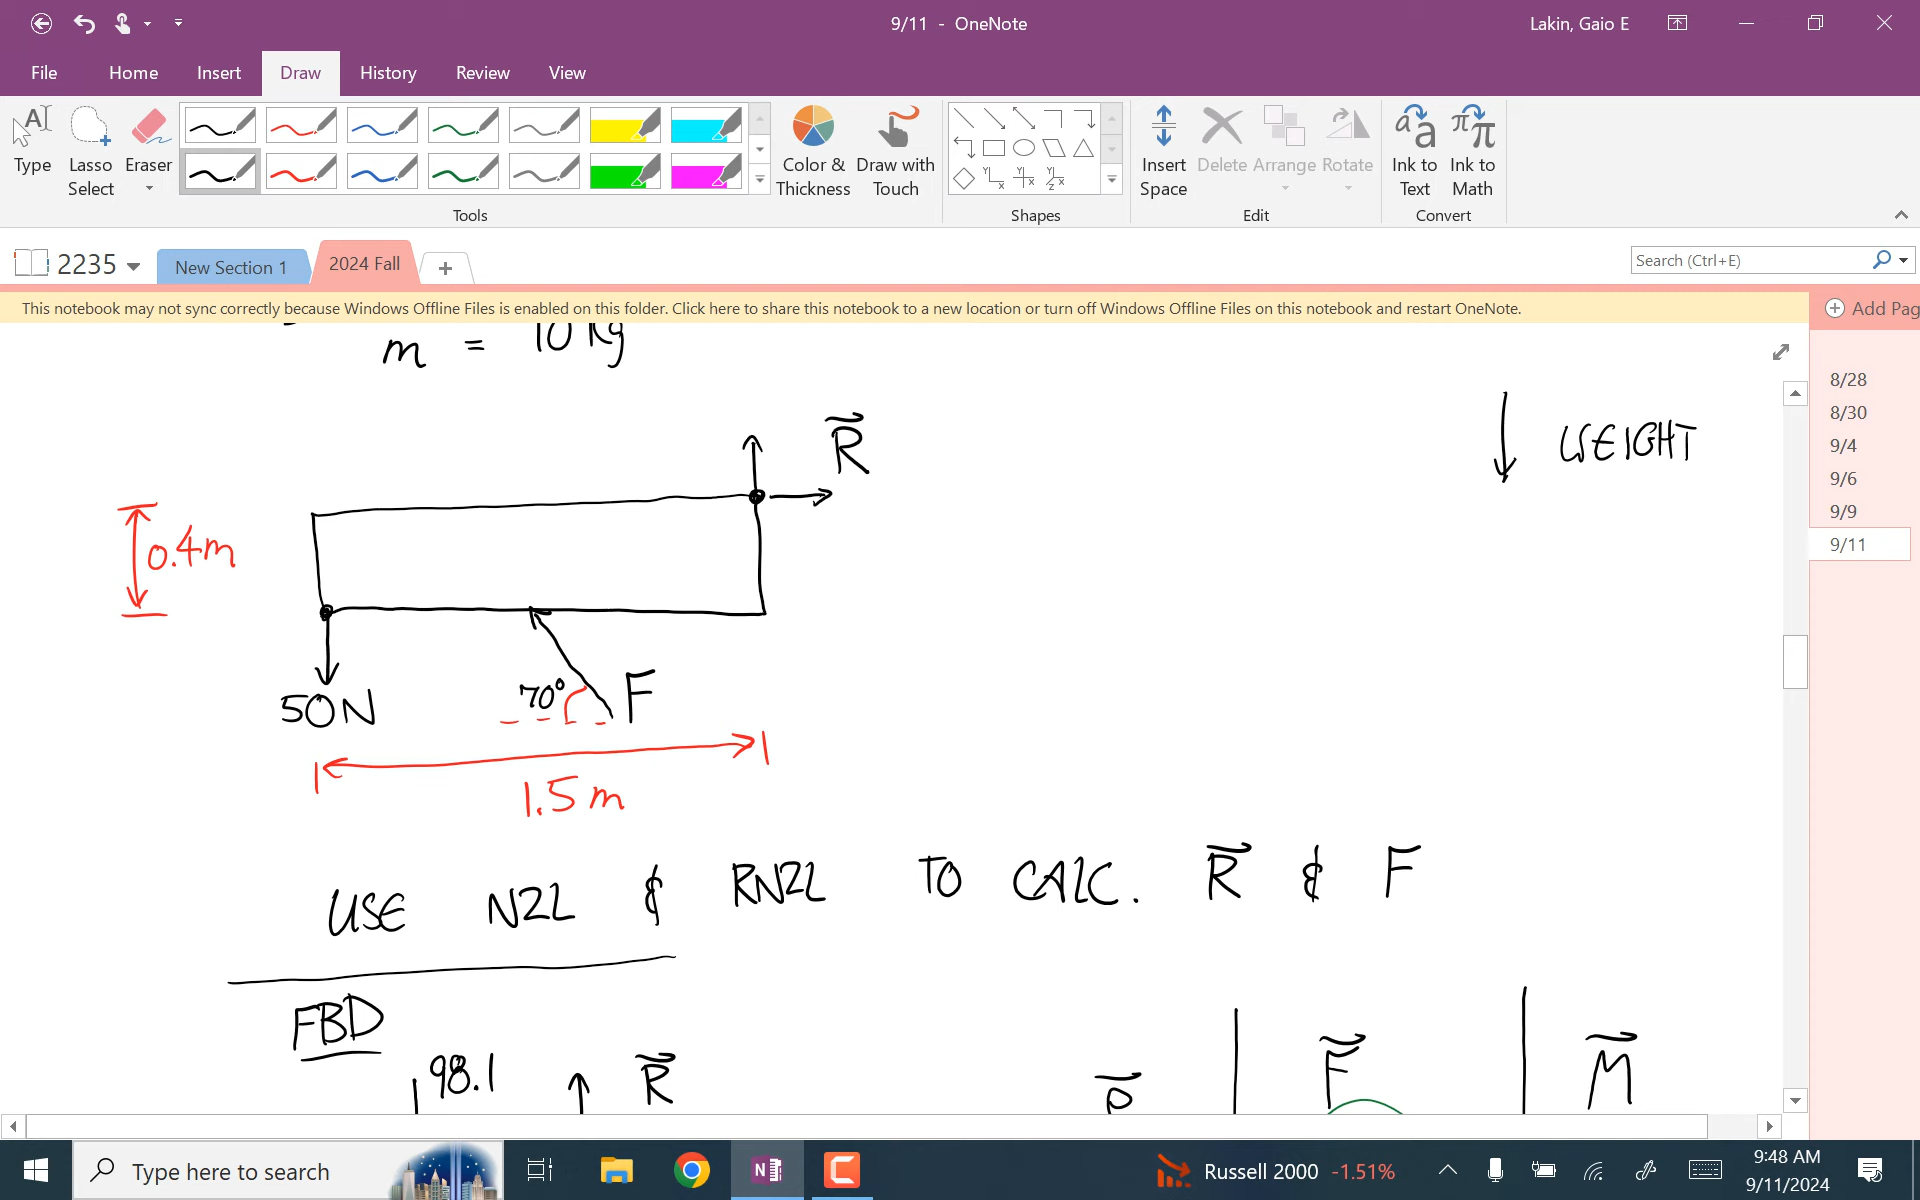 9/11 - OneNote
Lakin, Gaio E
File Home Insert Draw History Review View
Type
Lasso Select
Eraser
Color & Thickness
Draw with Touch
Insert Space
Delete
Arrange
Rotate
Ink to Text
Ink to Math
Tools
Shapes
Edit
Convert
2235
New Section 1
2024 Fall
Search (Ctrl+E)
This notebook may not sync correctly because Windows Offline Files is enabled on this folder. Click here to share this notebook to a new location or turn off Windows Offline Files on this notebook and restart OneNote.
Add Pag
8/28
8/30
9/4
9/6
9/9
9/11
m = 10 kg
R
WEIGHT
0.4m
50N
70°
F
1.5 m
USE N2L & RN2L TO CALC. R & F
FBD
98.1
R
F
M
Type here to search
Russell 2000 -1.51%
9:48 AM
9/11/2024